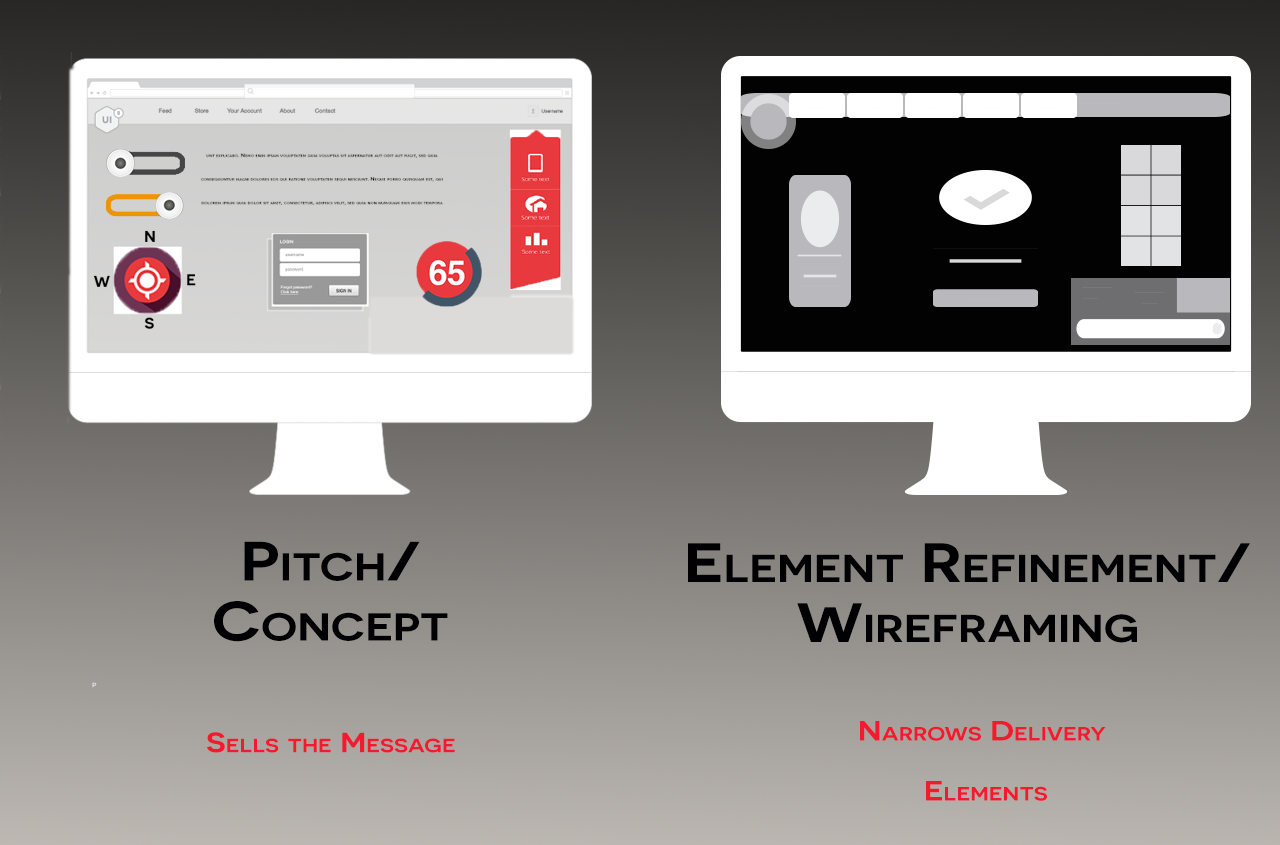 Feed Store Your Account About Contact Username
UI
unt explicabo. Nemo enim ipsam voluptatem quia voluptas sit aspernatur aut odit aut fugit, sed quia
consequuntur magni dolores eos qui ratione voluptatem sequi nesciunt. Neque porro quisquam est, qui
dolorem ipsum quia dolor sit amet, consectetur, adipisci velit, sed quia non numquam eius modi tempora
Some text
Some text
Some text
N
W
E
S
LOGIN
username
password
Forgot password?
Click here
SIGN IN
65
Pitch/
Concept
Element Refinement/
Wireframing
P
Sells the Message
Narrows Delivery
Elements